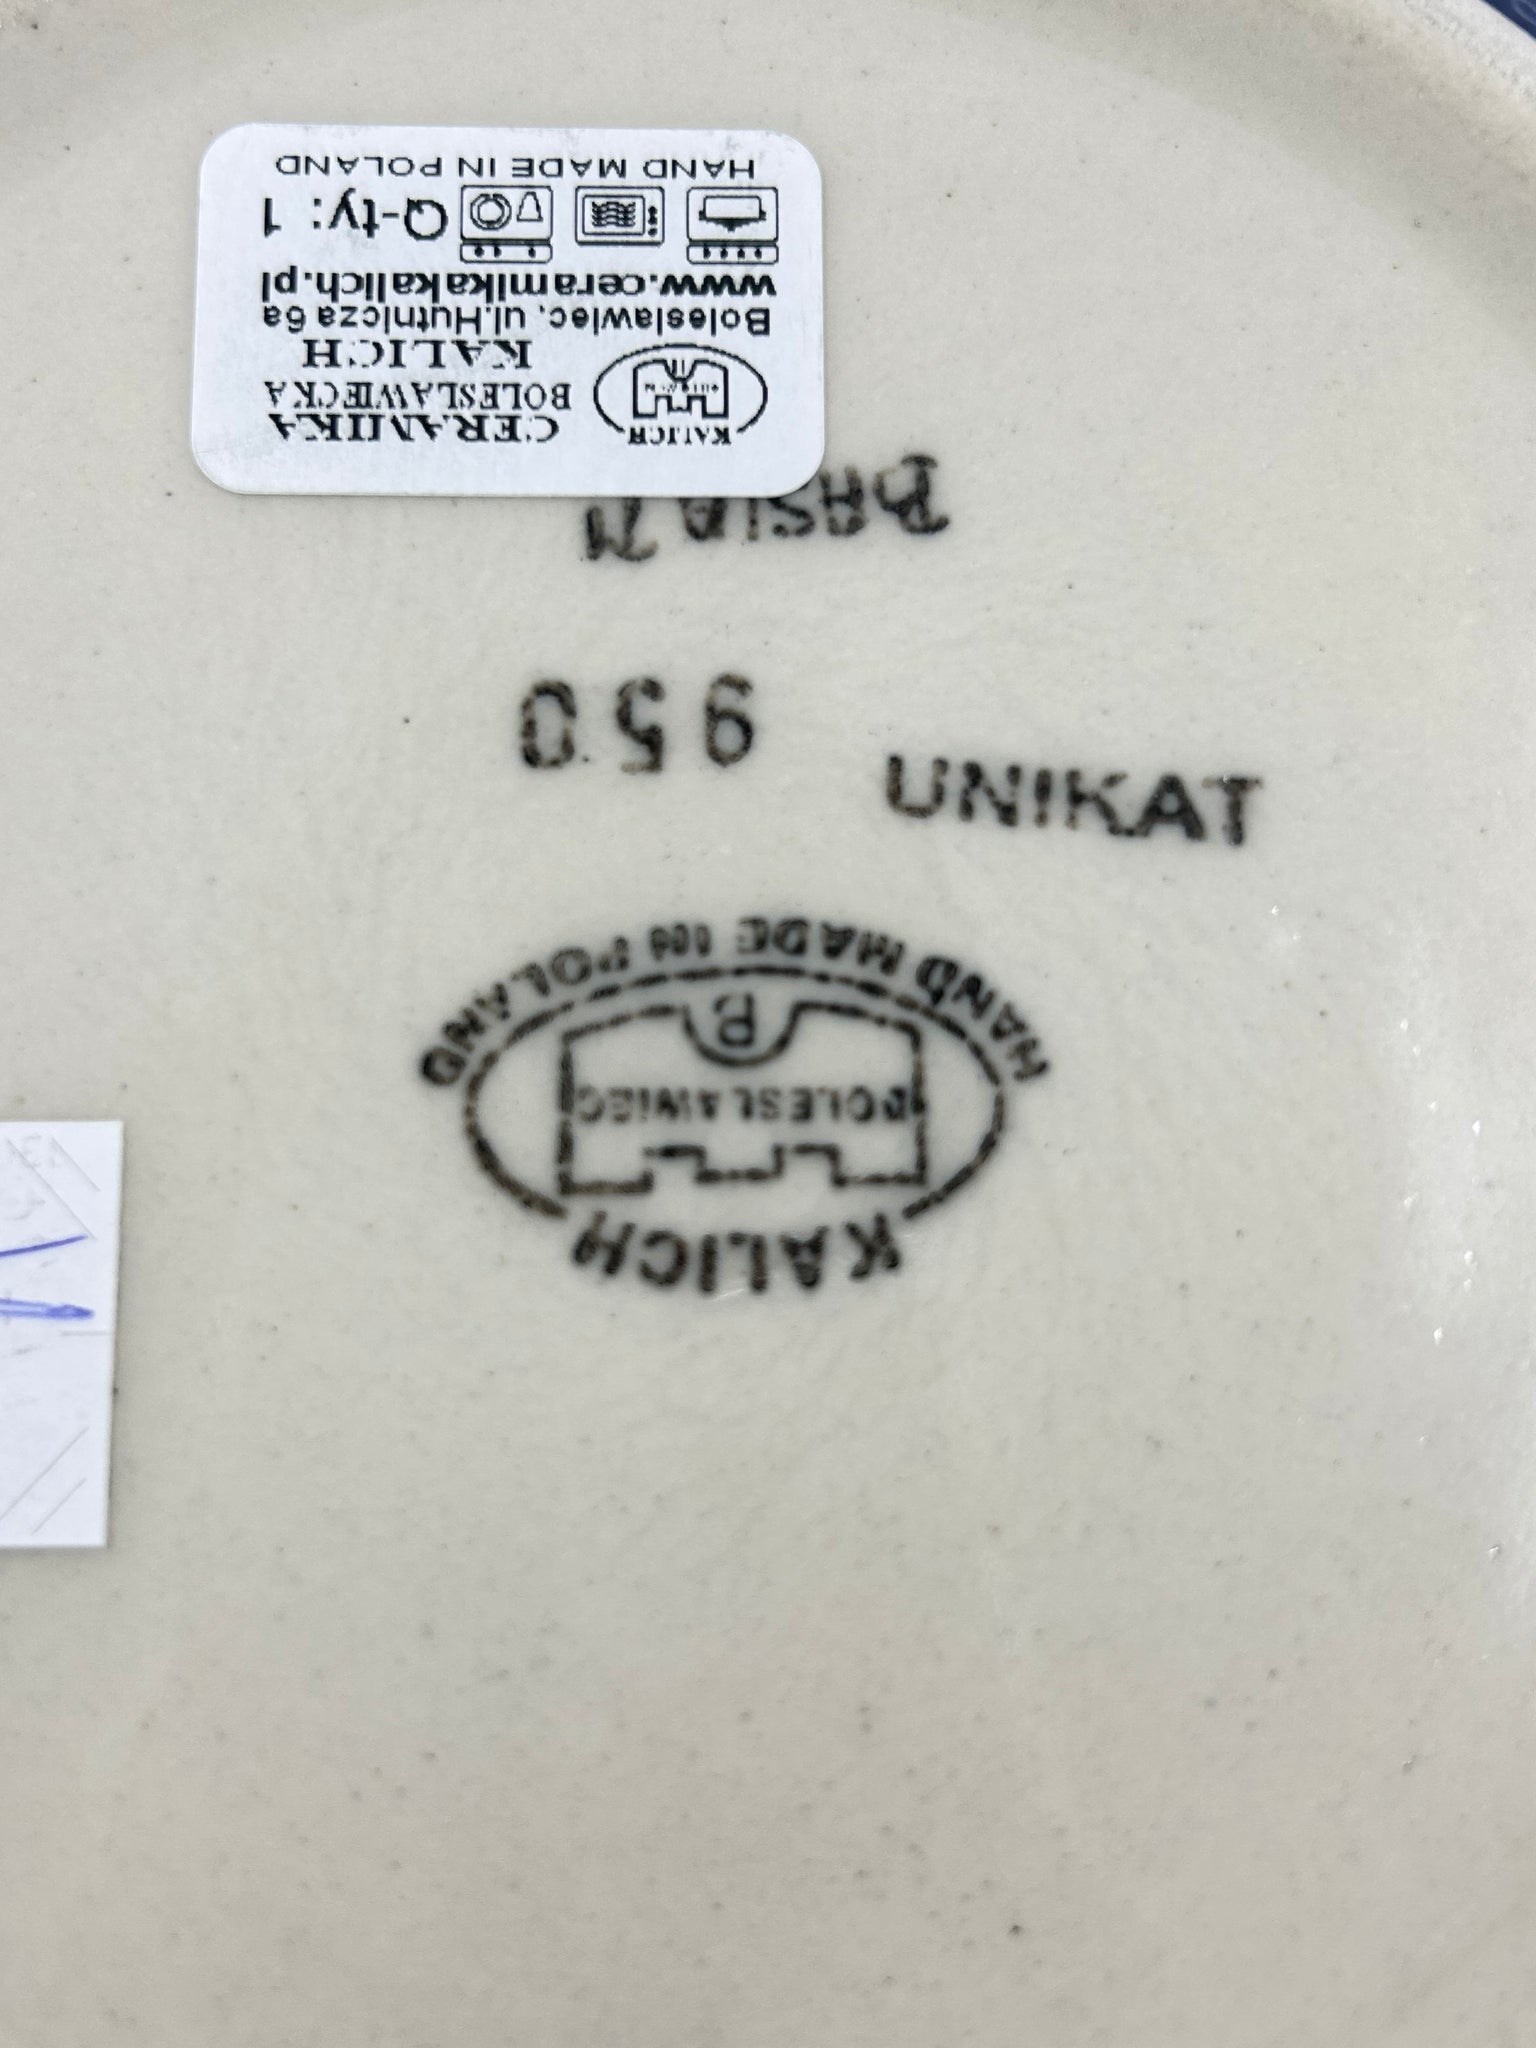 KALICH
BOLESLAWIEC
B
HAND MADE IN POLAND
UNIKAT
950
BASIA M
KALICH
CERAMIKA
BOLESLAWIECKA
KALICH
Boleslawiec, ul.Hutnicza 6a
www.ceramikakalich.pl
Q-ty: 1
HAND MADE IN POLAND